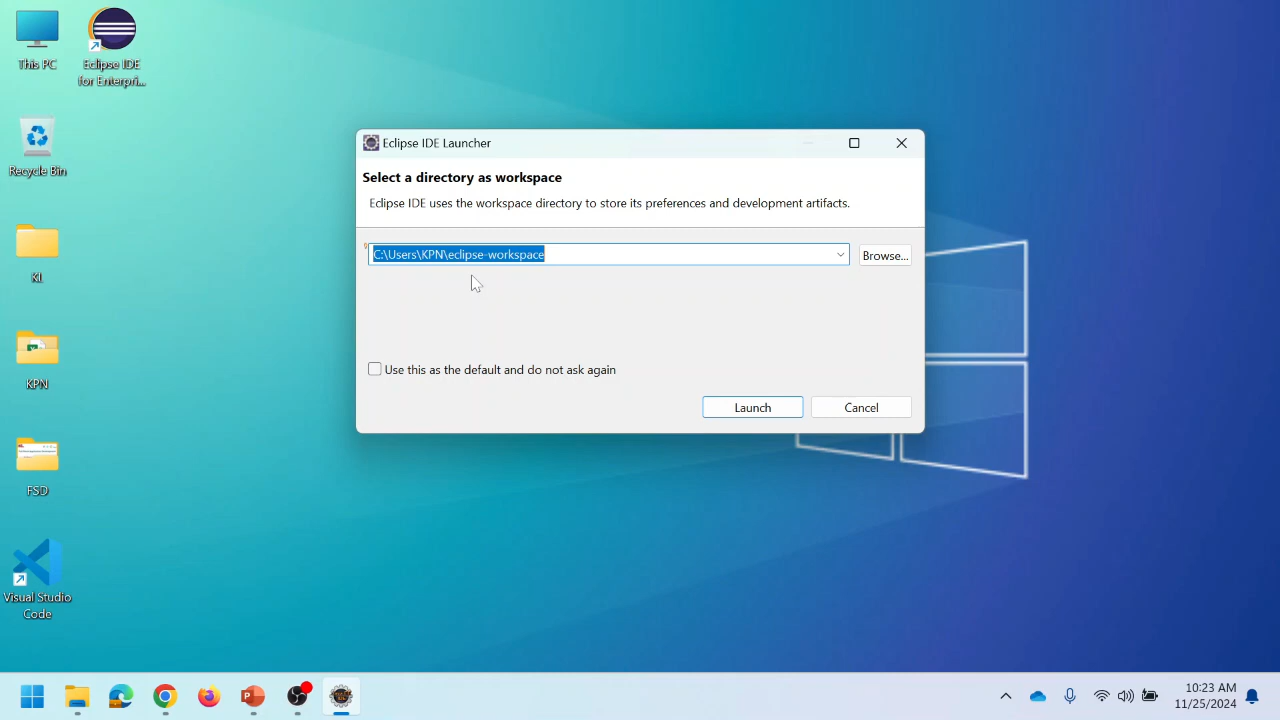 This PC
Eclipse IDE
for Enterpri...
Recycle Bin
KL
KPN
FSD
Visual Studio
Code
Eclipse IDE Launcher
Select a directory as workspace
Eclipse IDE uses the workspace directory to store its preferences and development artifacts.
C:\Users\KPN\eclipse-workspace
Browse...
Use this as the default and do not ask again
Launch
Cancel
10:23 AM
11/25/2024